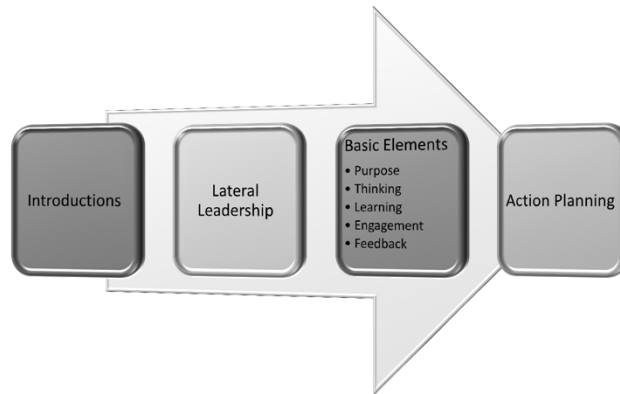 Introductions
Lateral
Leadership
Basic Elements
• Purpose
• Thinking
• Learning
• Engagement
• Feedback
Action Planning